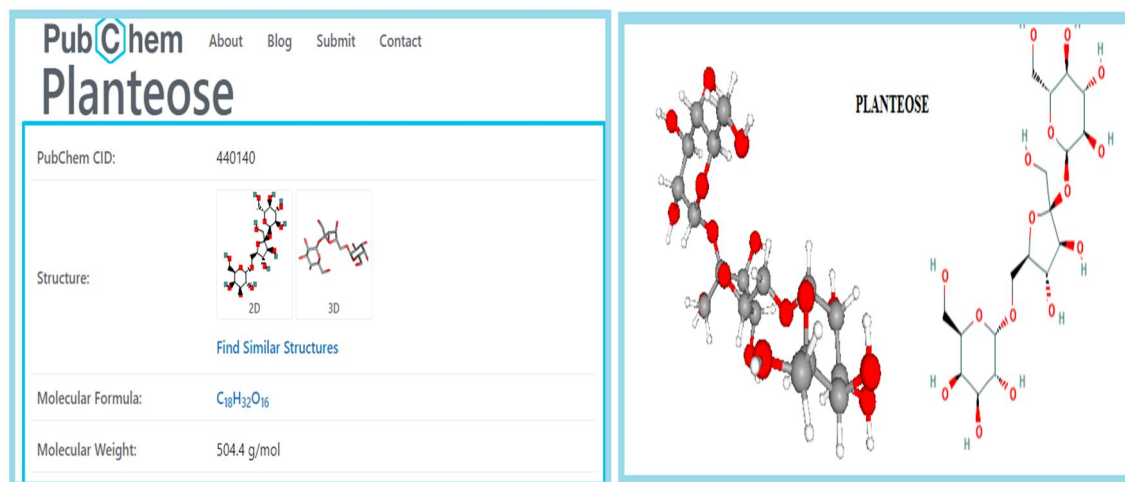 PubChem About Blog Submit Contact
Planteose
PubChem CID: 440140
Structure:
2D 3D
Find Similar Structures
Molecular Formula: C₁₈H₃₂O₁₆
Molecular Weight: 504.4 g/mol
PLANTEOSE